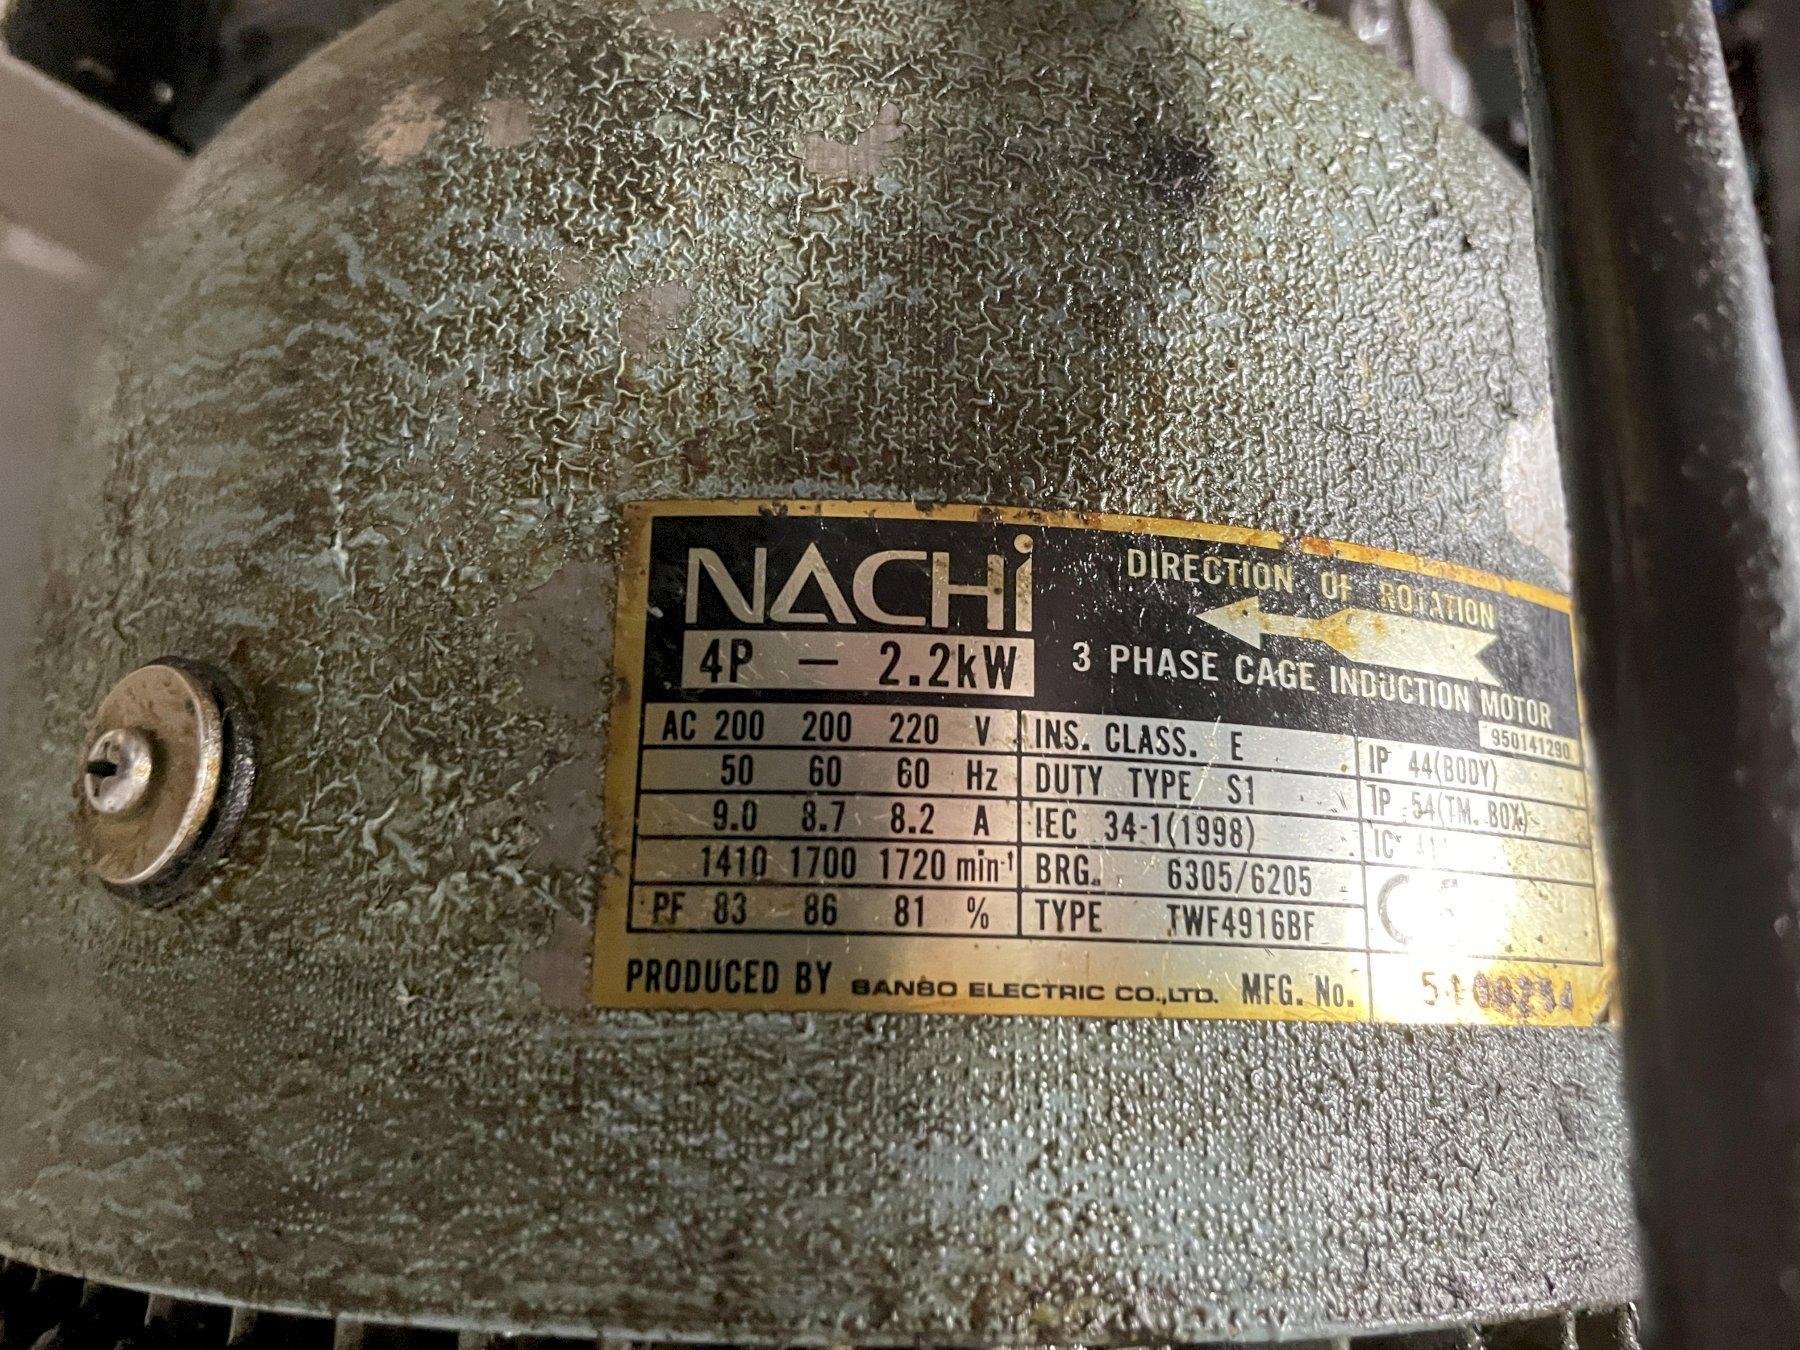 NACHi
DIRECTION OF ROTATION
4P — 2.2kW
3 PHASE CAGE INDUCTION MOTOR
950141290
AC 200 200 220 V
50 60 60 Hz
9.0 8.7 8.2 A
1410 1700 1720 min-1
PF 83 86 81 %
INS. CLASS. E
DUTY TYPE S1
IEC 34-1(1998)
BRG. 6305/6205
TYPE TWF4916BF
IP 44(BODY)
IP 54(TM. BOX)
IC
CE
PRODUCED BY SANSO ELECTRIC CO.,LTD. MFG. No.